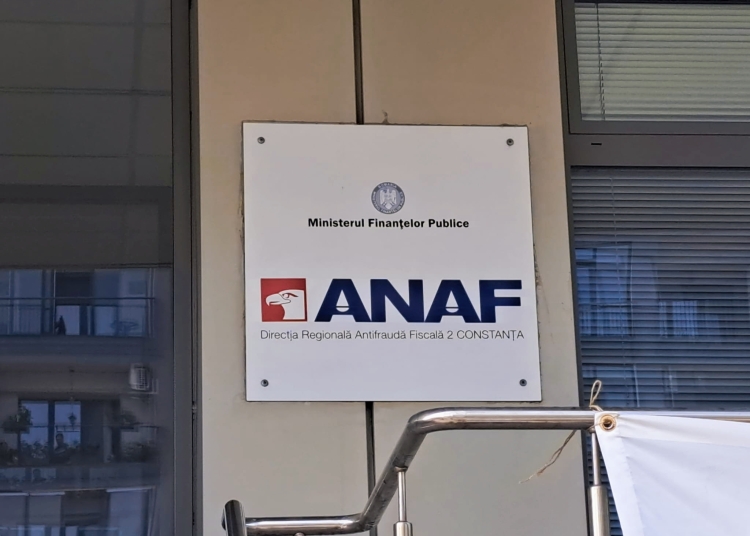 Ministerul Finanțelor Publice
ANAF
Direcția Regională Antifraudă Fiscală 2 CONSTANȚA